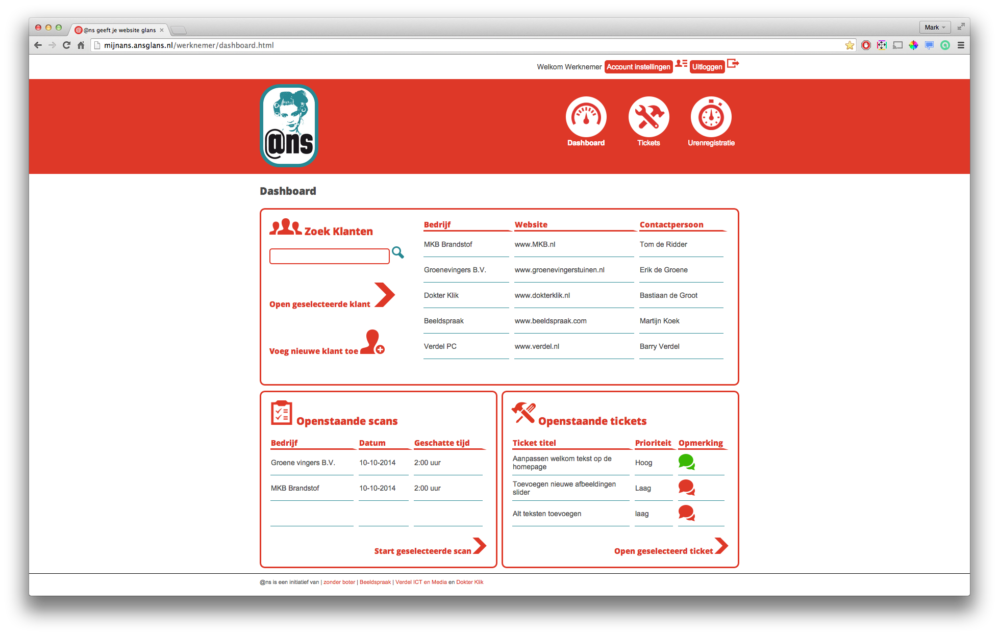 @ns geeft je website glans
Mark
mijnans.ansglans.nl/werknemer/dashboard.html
Welkom Werknemer Account instellingen Uitloggen
@ns
Dashboard Tickets Urenregistratie
Dashboard
Zoek Klanten
Open geselecteerde klant
Voeg nieuwe klant toe
Bedrijf Website Contactpersoon
MKB Brandstof www.MKB.nl Tom de Ridder
Groenevingers B.V. www.groenevingerstuinen.nl Erik de Groene
Dokter Klik www.dokterklik.nl Bastiaan de Groot
Beeldspraak www.beeldspraak.com Martijn Koek
Verdel PC www.verdel.nl Barry Verdel
Openstaande scans
Bedrijf Datum Geschatte tijd
Groene vingers B.V. 10-10-2014 2:00 uur
MKB Brandstof 10-10-2014 2:00 uur
Start geselecteerde scan
Openstaande tickets
Ticket titel Prioriteit Opmerking
Aanpassen welkom tekst op de
homepage
Hoog
Toevoegen nieuwe afbeeldingen
slider
Laag
Alt teksten toevoegen laag
Open geselecteerd ticket
@ns is een initiatief van | zonder boter | Beeldspraak | Verdel ICT en Media en Dokter Klik